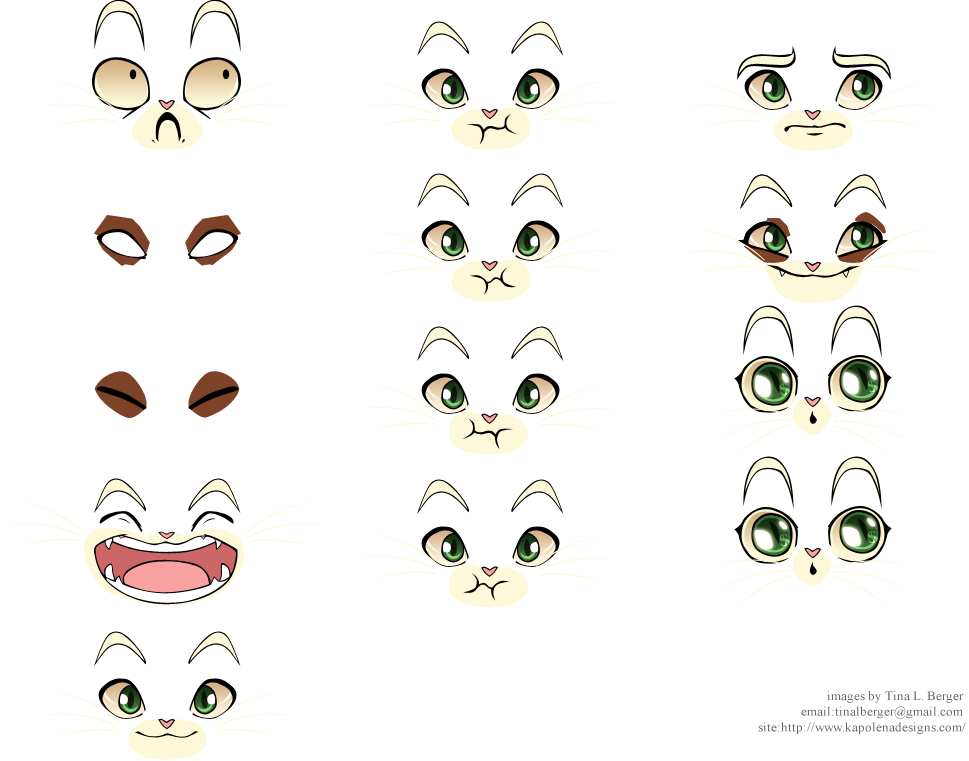 images by Tina L. Berger
email:tinalberger@gmail.com
site:http://www.kapolenadesigns.com/